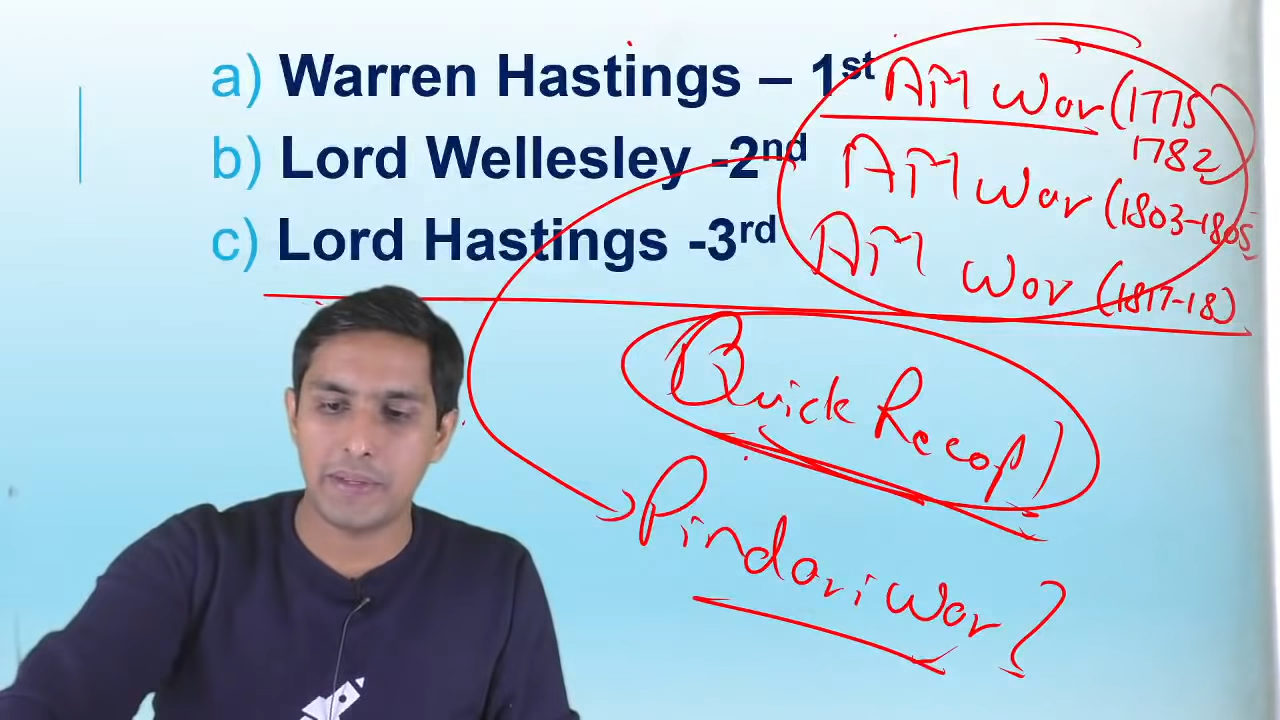 a) Warren Hastings – 1st AM War (1775
1782
b) Lord Wellesley -2nd AM War (1803-1805
c) Lord Hastings -3rd AM War (1817-18)
Quick Recap!
Pindari War ?